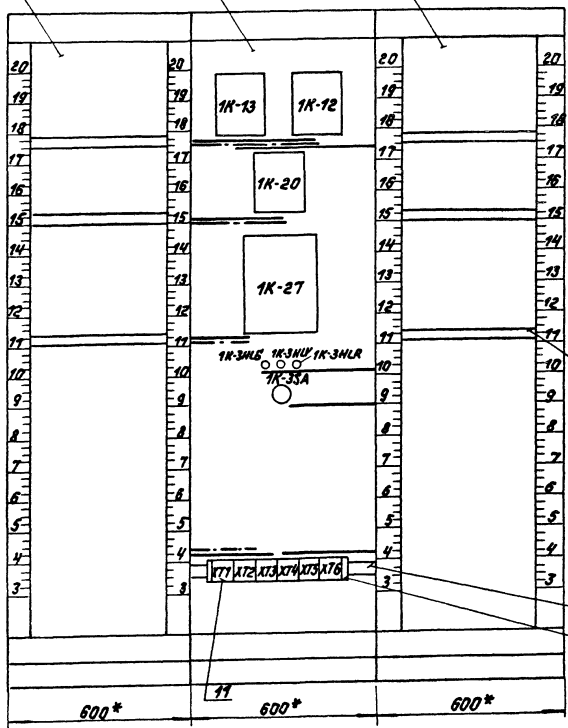 20 20 20 20
19 19 19 19
18 18 18 18
17 17 17 17
16 16 16 16
15 15 15 15
14 14 14 14
13 13 13 13
12 12 12 12
11 11 11 11
10 10 10 10
9 9 9 9
8 8 8 8
7 7 7 7
6 6 6 6
5 5 5 5
4 4 4 4
3 3 3 3
1K-13 1K-12
1K-20
1K-27
1K-3HLG 1K-3HLY 1K-3HLR
1K-3SA
XT1 XT2 XT3 XT4 XT5 XT6
11
600* 600* 600*